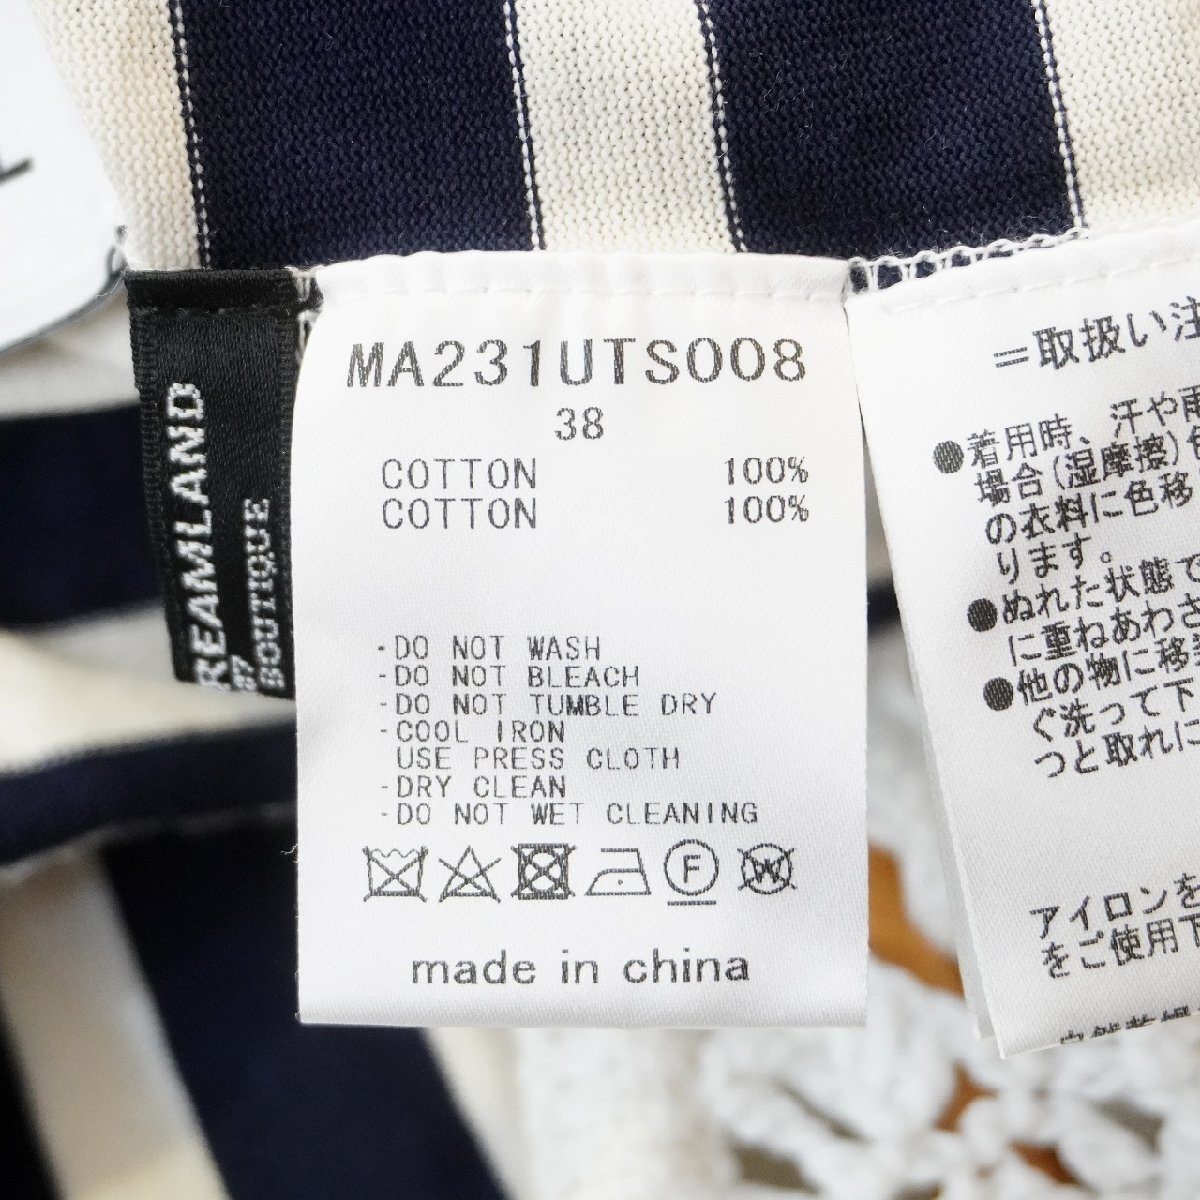 REAMLAND
BOUTIQUE
MA231UTS008
38
COTTON 100%
COTTON 100%
-DO NOT WASH
-DO NOT BLEACH
-DO NOT TUMBLE DRY
-COOL IRON
USE PRESS CLOTH
-DRY CLEAN
-DO NOT WET CLEANING
F W
made in china
=取扱い注
●着用時、汗や雨
場合(湿摩擦)色
の衣料に色移
ります。
●ぬれた状態で
に重ねあわさ
●他の物に移
ぐ洗って下
つと取れに
アイロンを
をご使用下